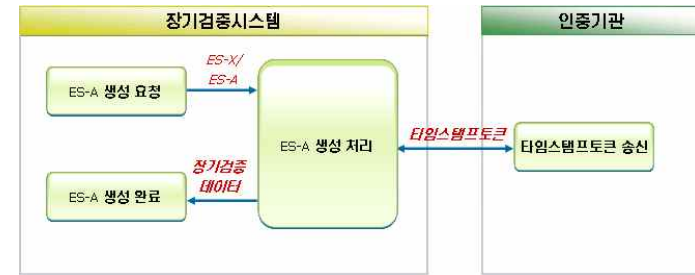 장기검증시스템
인증기관
ES-X/
ES-A
ES-A 생성 요청
ES-A 생성 처리
타임스탬프토큰
타임스탬프토큰 송신
장기검증
데이터
ES-A 생성 완료